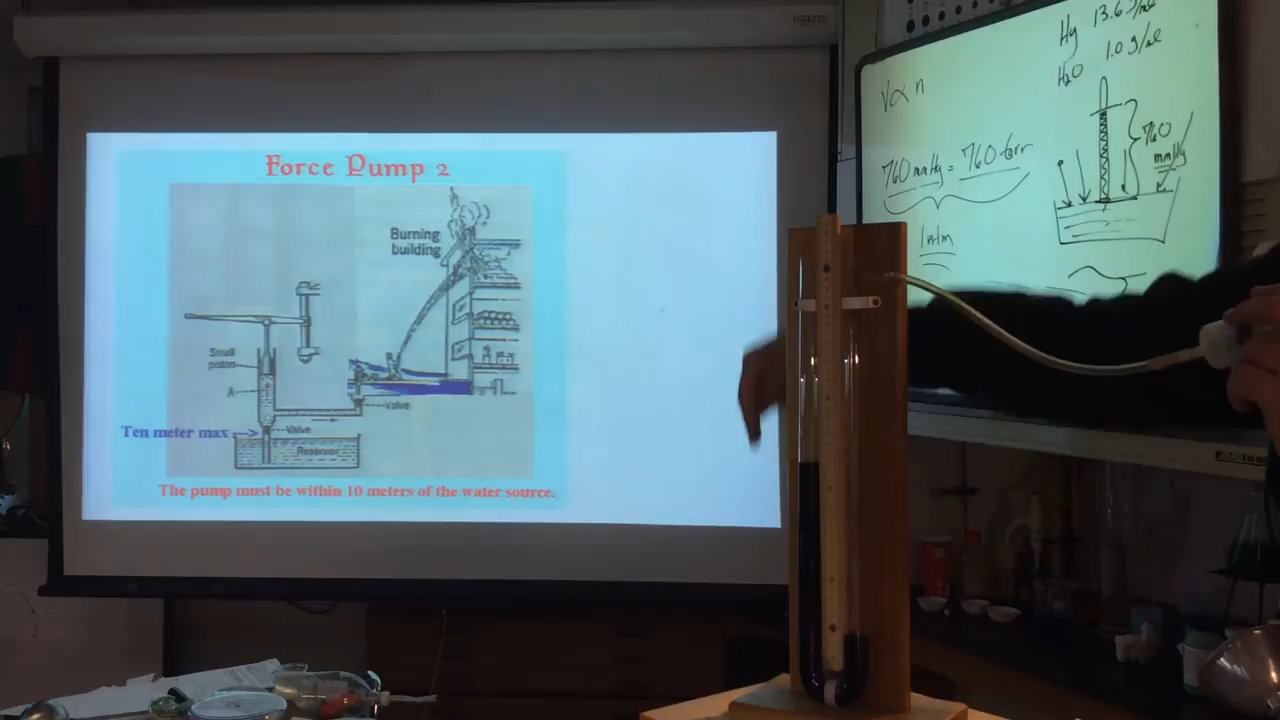 Force Pump 2
Burning
building
Small
piston
A
Valve
Ten meter max
Valve
Reservoir
The pump must be within 10 meters of the water source.
Hg 13.6 g/ml
H2O 1.0 g/ml
V∝n
760 mmHg = 760 torr
1 atm
760
mmHg